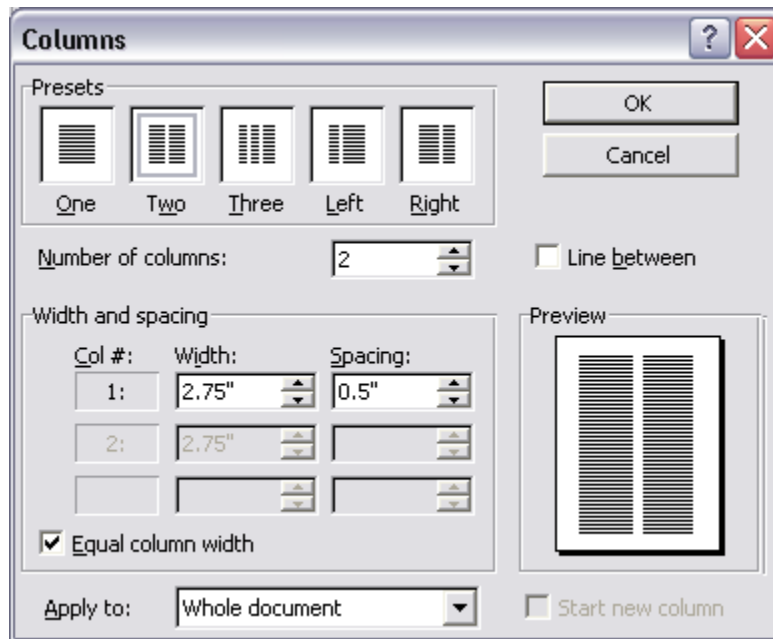 Columns
Presets
One Two Three Left Right
OK
Cancel
Number of columns: 2
Line between
Width and spacing
Col #: Width: Spacing:
1: 2.75" 0.5"
2: 2.75"
Equal column width
Preview
Apply to: Whole document
Start new column